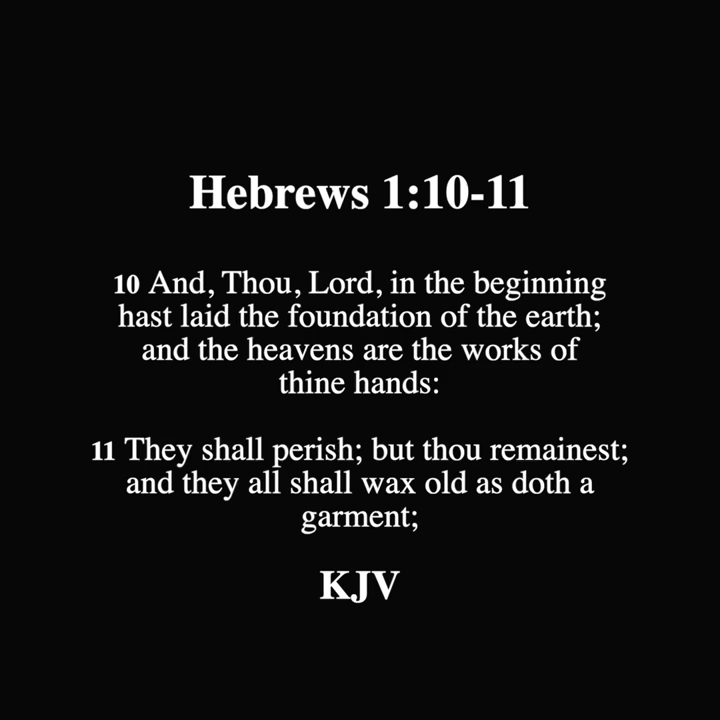 Hebrews 1:10-11
10 And, Thou, Lord, in the beginning
hast laid the foundation of the earth;
and the heavens are the works of
thine hands:
11 They shall perish; but thou remainest;
and they all shall wax old as doth a
garment;
KJV